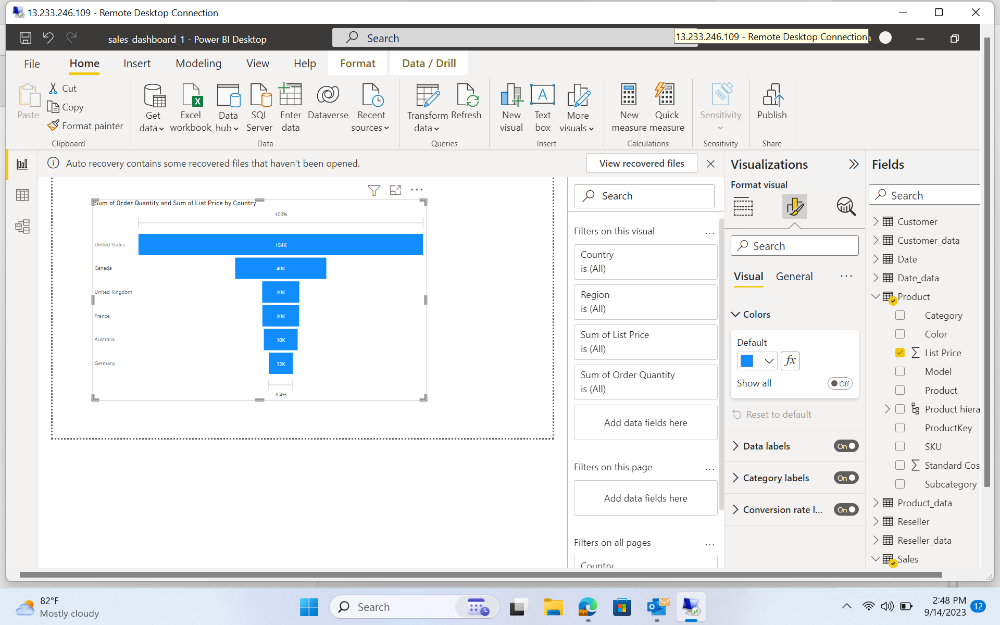 13.233.246.109 - Remote Desktop Connection
sales_dashboard_1 - Power BI Desktop
Search
13.233.246.109 - Remote Desktop Connection
File
Home
Insert
Modeling
View
Help
Format
Data / Drill
Paste
Cut
Copy
Format painter
Clipboard
Get data
Excel workbook
Data hub
SQL Server
Enter data
Dataverse
Recent sources
Data
Transform data
Refresh
Queries
New visual
Text box
More visuals
Insert
New measure
Quick measure
Calculations
Sensitivity
Sensitivity
Publish
Share
Auto recovery contains some recovered files that haven't been opened.
View recovered files
Sum of Order Quantity and Sum of List Price by Country
100%
United States
154K
Canada
49K
United Kingdom
20K
France
20K
Australia
18K
Germany
13K
8.4%
Search
Filters on this visual
Country
is (All)
Region
is (All)
Sum of List Price
is (All)
Sum of Order Quantity
is (All)
Add data fields here
Filters on this page
Add data fields here
Filters on all pages
Country
Visualizations
Format visual
Search
Visual
General
Colors
Default
fx
Show all
Off
Reset to default
Data labels
On
Category labels
On
Conversion rate l...
On
Fields
Search
Customer
Customer_data
Date
Date_data
Product
Category
Color
List Price
Model
Product
Product hiera
ProductKey
SKU
Standard Cos
Subcategory
Product_data
Reseller
Reseller_data
Sales
82°F
Mostly cloudy
Search
2:48 PM
9/14/2023
12